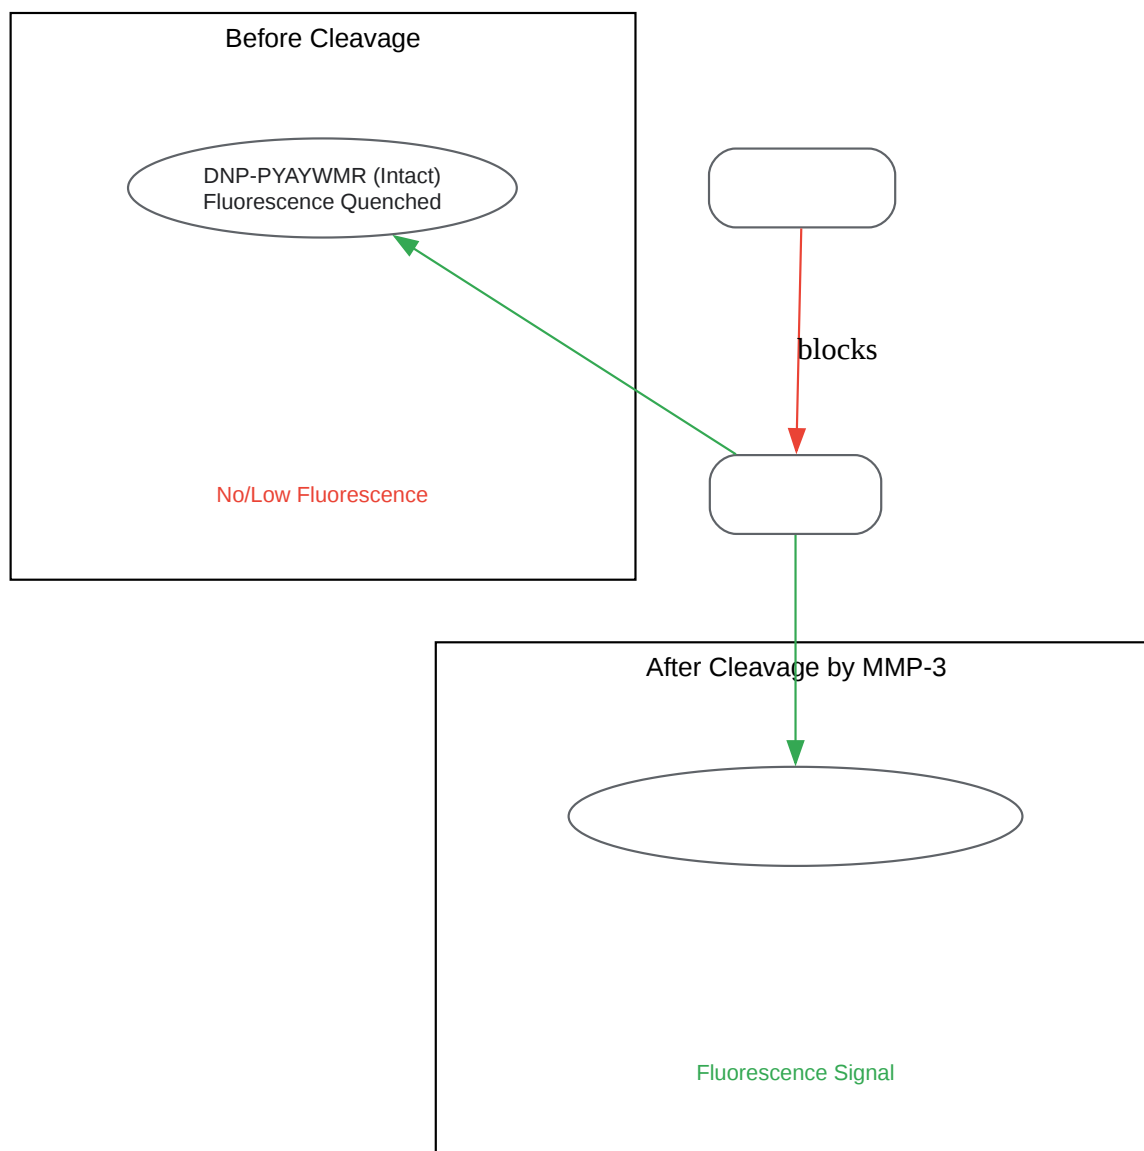 Before Cleavage
DNP-PYAYWMR (Intact)
Fluorescence Quenched
blocks
No/Low Fluorescence
After Cleavage by MMP-3
Fluorescence Signal